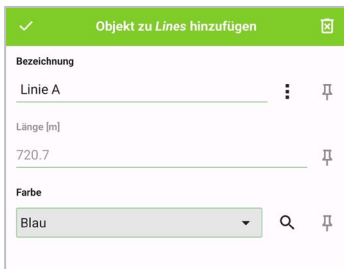 Objekt zu Lines hinzufügen
Bezeichnung
Linie A
Länge [m]
720.7
Farbe
Blau